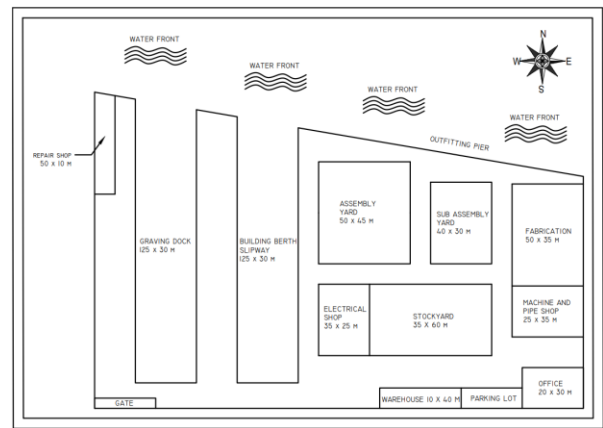 WATER FRONT
WATER FRONT
WATER FRONT
WATER FRONT
N
W
E
S
OUTFITTING PIER
REPAIR SHOP
50 x 10 M
GRAVING DOCK
125 x 30 M
BUILDING BERTH
SLIPWAY
125 x 30 M
ASSEMBLY
YARD
50 x 45 M
SUB ASSEMBLY
YARD
40 x 30 M
FABRICATION
50 x 35 M
ELECTRICAL
SHOP
35 x 25 M
STOCKYARD
35 X 60 M
MACHINE AND
PIPE SHOP
25 x 35 M
GATE
WAREHOUSE 10 X 40 M
PARKING LOT
OFFICE
20 x 30 M